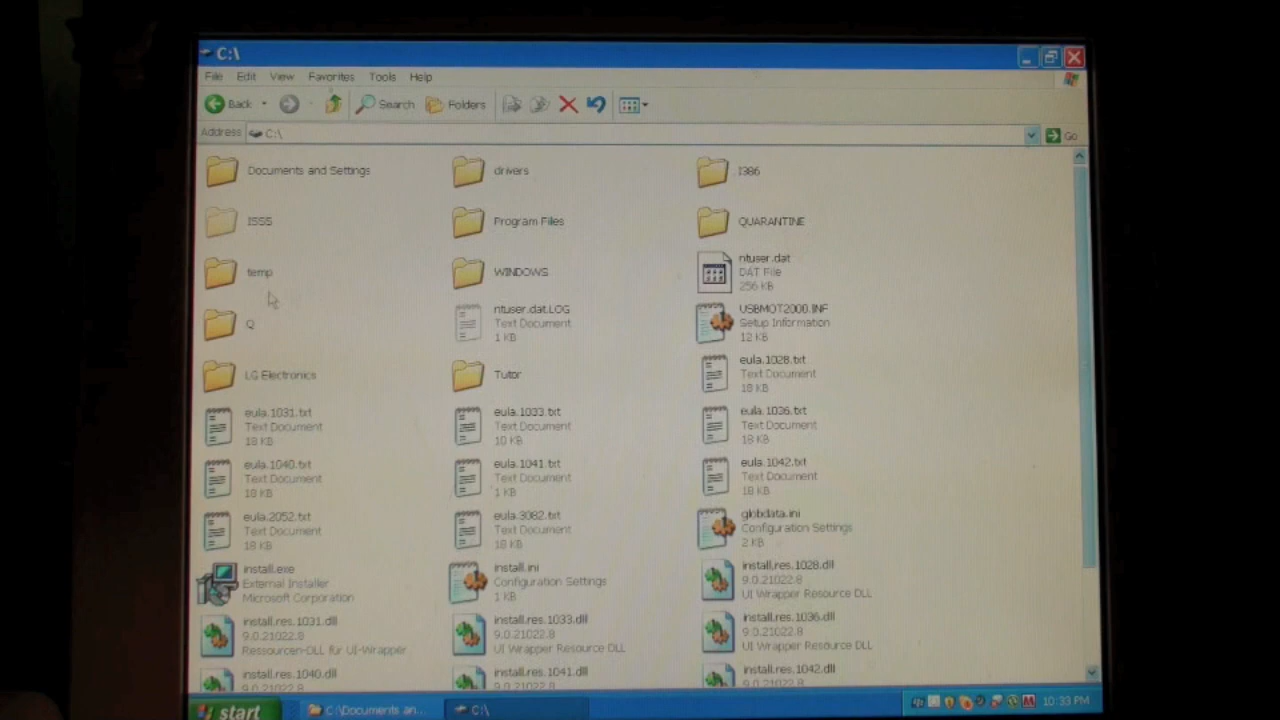 C:\
File Edit View Favorites Tools Help
Back Search Folders
Address C:\ Go
Documents and Settings drivers I386
Program Files QUARANTINE
temp WINDOWS ntuser.dat
DAT File
256 KB
Q ntuser.dat.LOG USBMOT2000.INF
Text Document Setup Information
1 KB 12 KB
LG Electronics Tutor eula.1028.txt
Text Document
18 KB
eula.1031.txt eula.1033.txt eula.1036.txt
Text Document Text Document Text Document
18 KB 10 KB 18 KB
eula.1040.txt eula.1041.txt eula.1042.txt
Text Document Text Document Text Document
18 KB 1 KB 18 KB
eula.2052.txt eula.3082.txt globdata.ini
Text Document Text Document Configuration Settings
18 KB 18 KB 2 KB
install.exe install.ini install.res.1028.dll
External Installer Configuration Settings 9.0.21022.8
Microsoft Corporation 1 KB UI Wrapper Resource DLL
install.res.1031.dll install.res.1033.dll install.res.1036.dll
9.0.21022.8 9.0.21022.8 9.0.21022.8
Ressourcen-DLL für UI-Wrapper UI Wrapper Resource DLL UI Wrapper Resource DLL
install.res.1040.dll install.res.1041.dll install.res.1042.dll
9.0.21022.8 9.0.21022.8 9.0.21022.8
start C:\Documents an... C:\ 10:33 PM